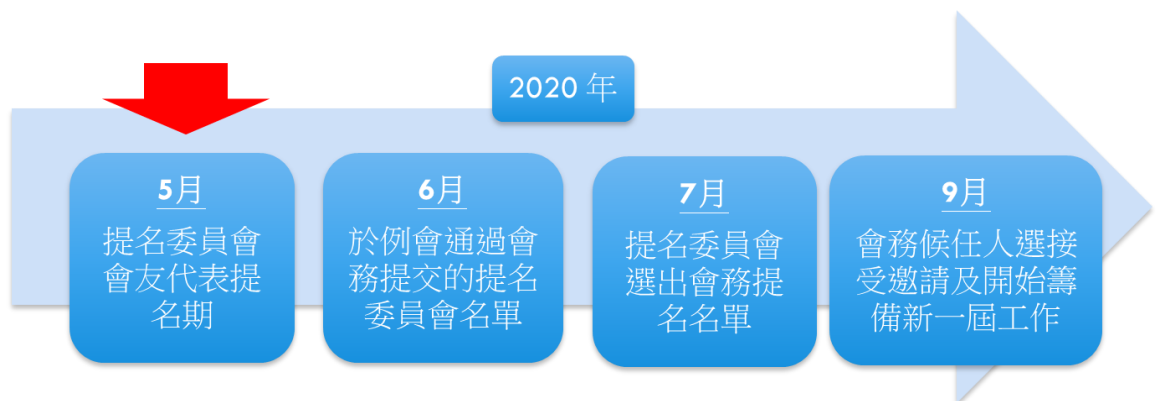 2020 年
5月
提名委員會
會友代表提
名期
6月
於例會通過會
務提交的提名
委員會名單
7月
提名委員會
選出會務提
名名單
9月
會務候任人選接
受邀請及開始籌
備新一屆工作